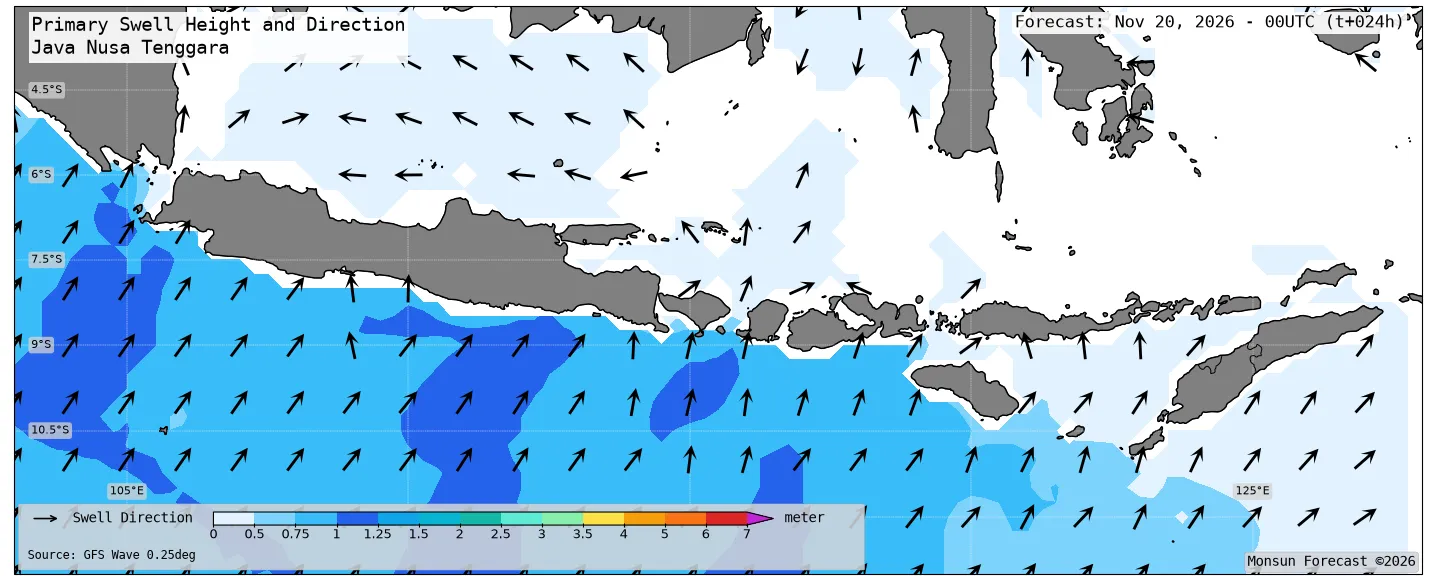 Primary Swell Height and Direction
Java Nusa Tenggara
Forecast: Nov 20, 2026 - 00UTC (t+024h)
4.5°S
6°S
7.5°S
9°S
10.5°S
105°E
125°E
Swell Direction
0 0.5 0.75 1 1.25 1.5 2 2.5 3 3.5 4 5 6 7
meter
Source: GFS Wave 0.25deg
Monsun Forecast ©2026